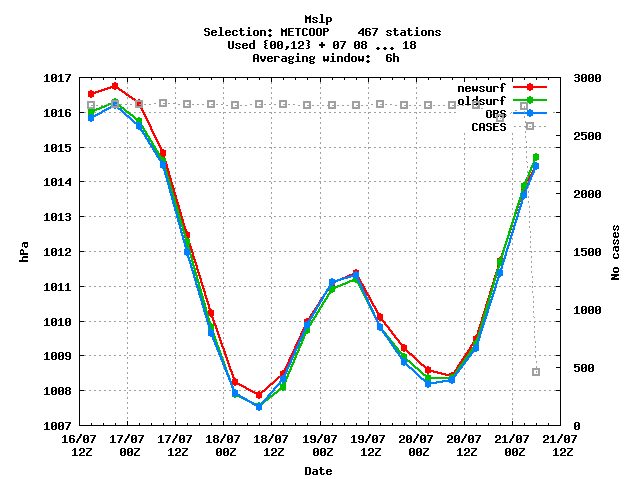 Mslp
Selection: METCOOP 467 stations
Used {00,12} + 07 08 ... 18
Averaging window: 6h
newsurf
oldsurf
OBS
CASES
1017
1016
1015
1014
1013
1012
1011
1010
1009
1008
1007
hPa
3000
2500
2000
1500
1000
500
0
No cases
16/07 17/07 17/07 18/07 18/07 19/07 19/07 20/07 20/07 21/07 21/07
12Z 00Z 12Z 00Z 12Z 00Z 12Z 00Z 12Z 00Z 12Z
Date